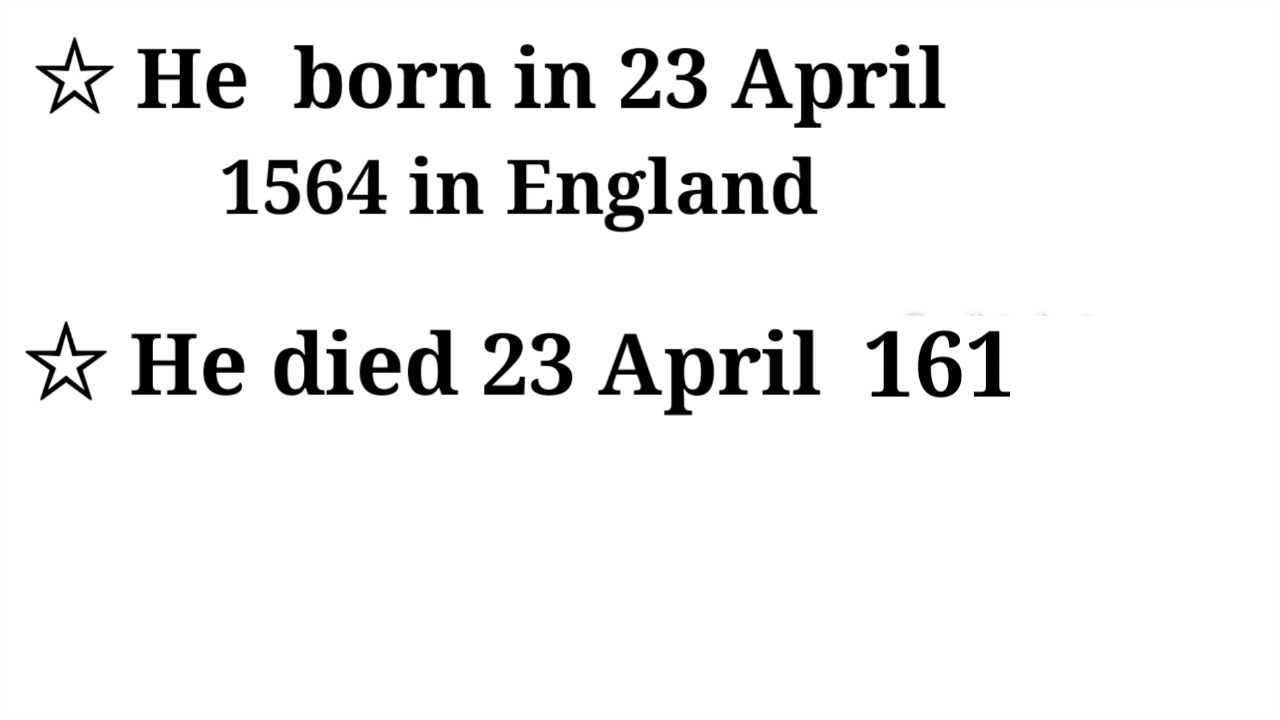 ☆ He born in 23 April
1564 in England
☆ He died 23 April 161